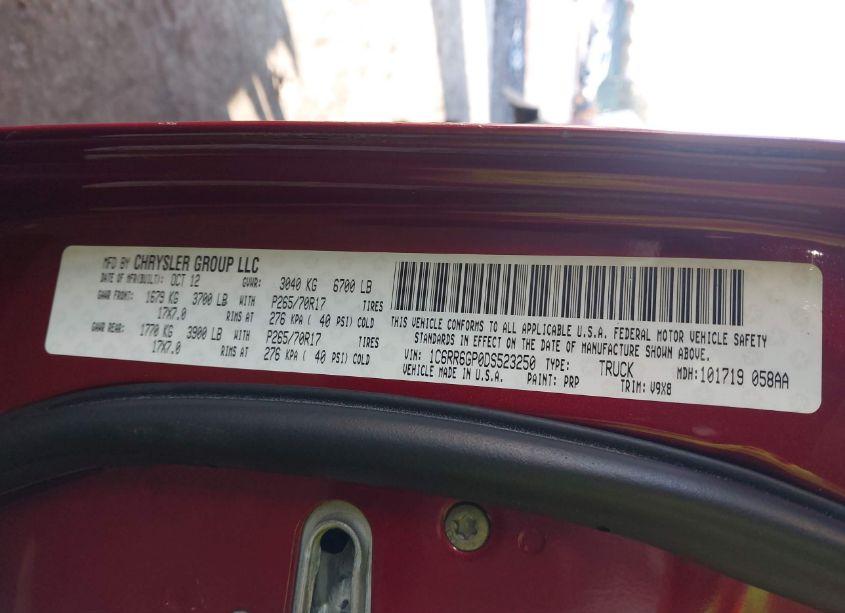 MFD BY CHRYSLER GROUP LLC
DATE OF MFR(BUILT): OCT 12 GVWR: 3040 KG 6700 LB
GAWR FRONT: 1679 KG 3700 LB WITH P265/70R17 TIRES
17X7.0 RIMS AT 276 KPA ( 40 PSI) COLD
GAWR REAR: 1770 KG 3900 LB WITH P265/70R17 TIRES
17X7.0 RIMS AT 276 KPA ( 40 PSI) COLD
THIS VEHICLE CONFORMS TO ALL APPLICABLE U.S.A. FEDERAL MOTOR VEHICLE SAFETY
STANDARDS IN EFFECT ON THE DATE OF MANUFACTURE SHOWN ABOVE.
VIN: 1C6RR6GP0DS523250 TYPE: TRUCK MDH:101719 058AA
VEHICLE MADE IN U.S.A. PAINT: PRP TRIM: V9X8